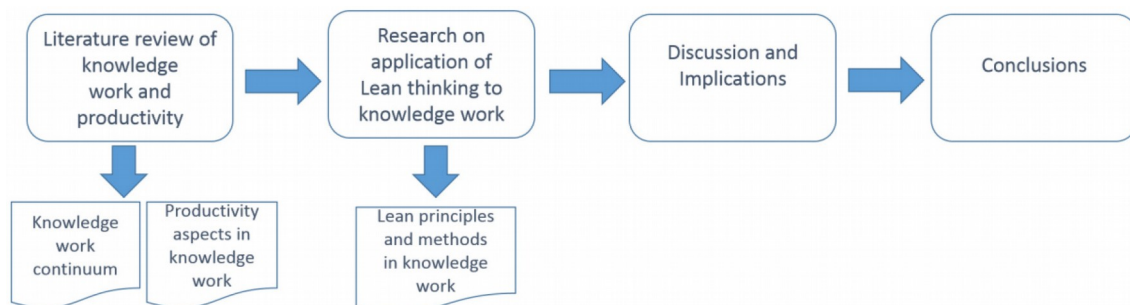 Literature review of
knowledge
work and
productivity
Research on
application of
Lean thinking to
knowledge work
Discussion and
Implications
Conclusions
Knowledge
work
continuum
Productivity
aspects in
knowledge
work
Lean principles
and methods
in knowledge
work